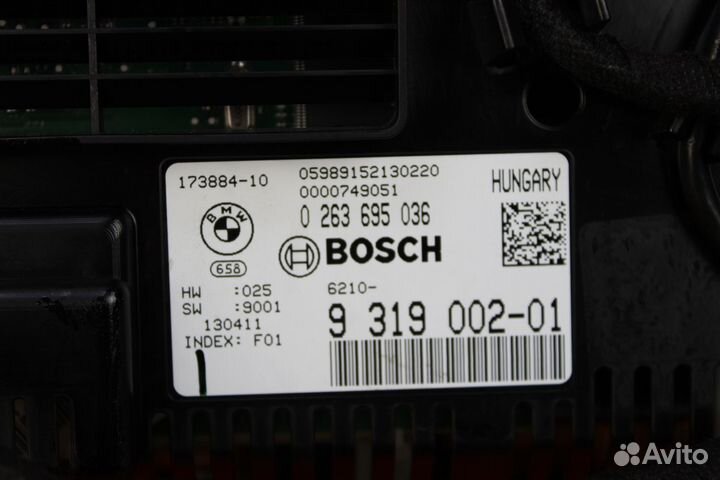 173884-10 05989152130220 HUNGARY
0000749051
0 263 695 036
BMW
BOSCH
658
HW :025 6210-
SW :9001 9 319 002-01
130411
INDEX: F01
Avito